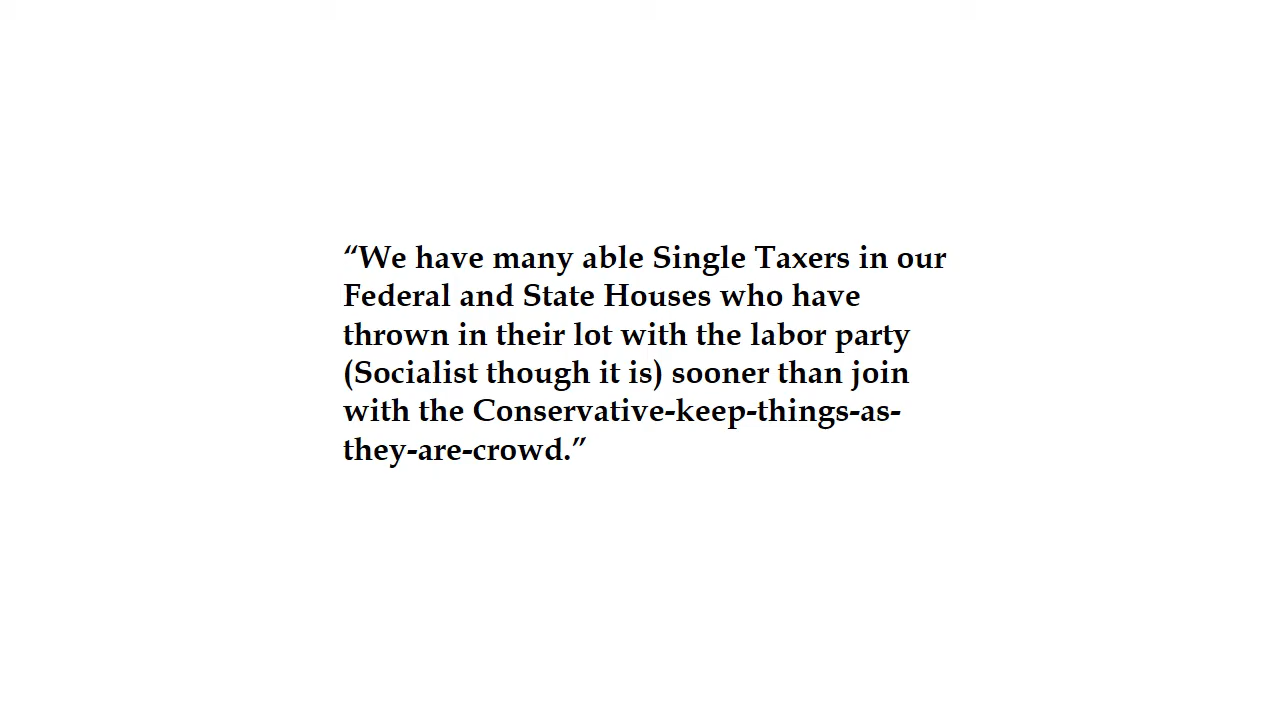 “We have many able Single Taxers in our
Federal and State Houses who have
thrown in their lot with the labor party
(Socialist though it is) sooner than join
with the Conservative-keep-things-as-
they-are-crowd.”